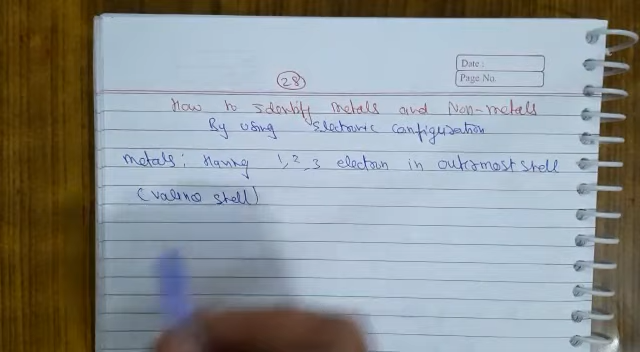 Date :
28
Page No.
How to Identify Metals and Non-metals
By using Electronic configuration
metals: Having 1, 2, 3 electron in outermost shell
(valence shell)